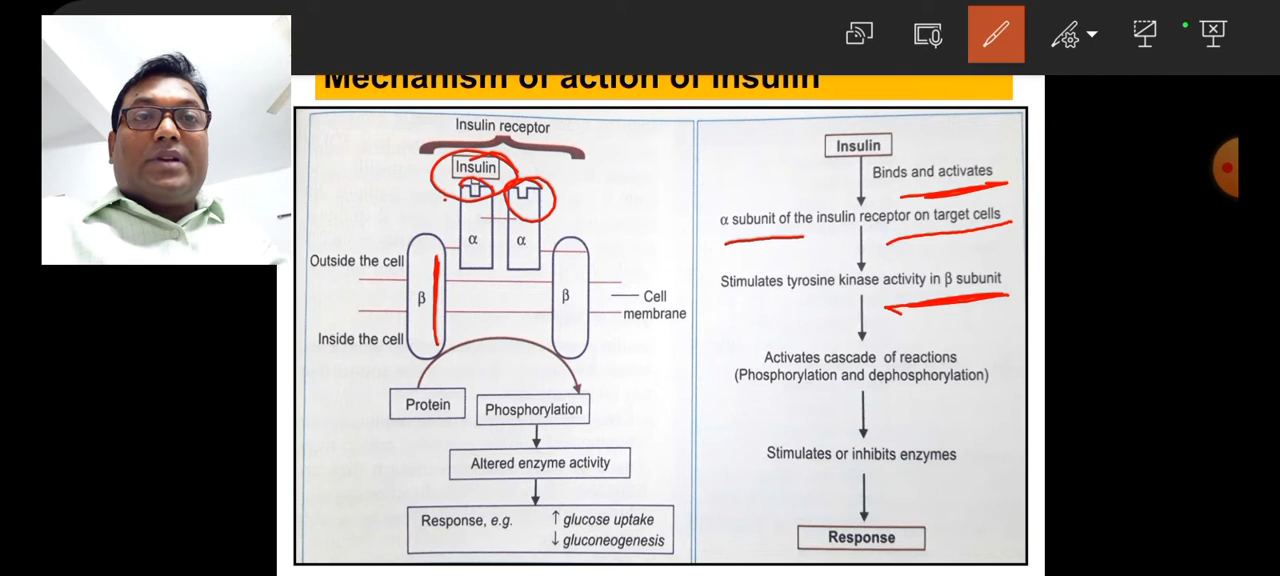 Mechanism of action of insulin
Insulin receptor
Insulin
α
α
Outside the cell
β
β
Cell
membrane
Inside the cell
Protein
Phosphorylation
Altered enzyme activity
Response, e.g.
↑ glucose uptake
↓ gluconeogenesis
Insulin
Binds and activates
α subunit of the insulin receptor on target cells
Stimulates tyrosine kinase activity in β subunit
Activates cascade of reactions
(Phosphorylation and dephosphorylation)
Stimulates or inhibits enzymes
Response